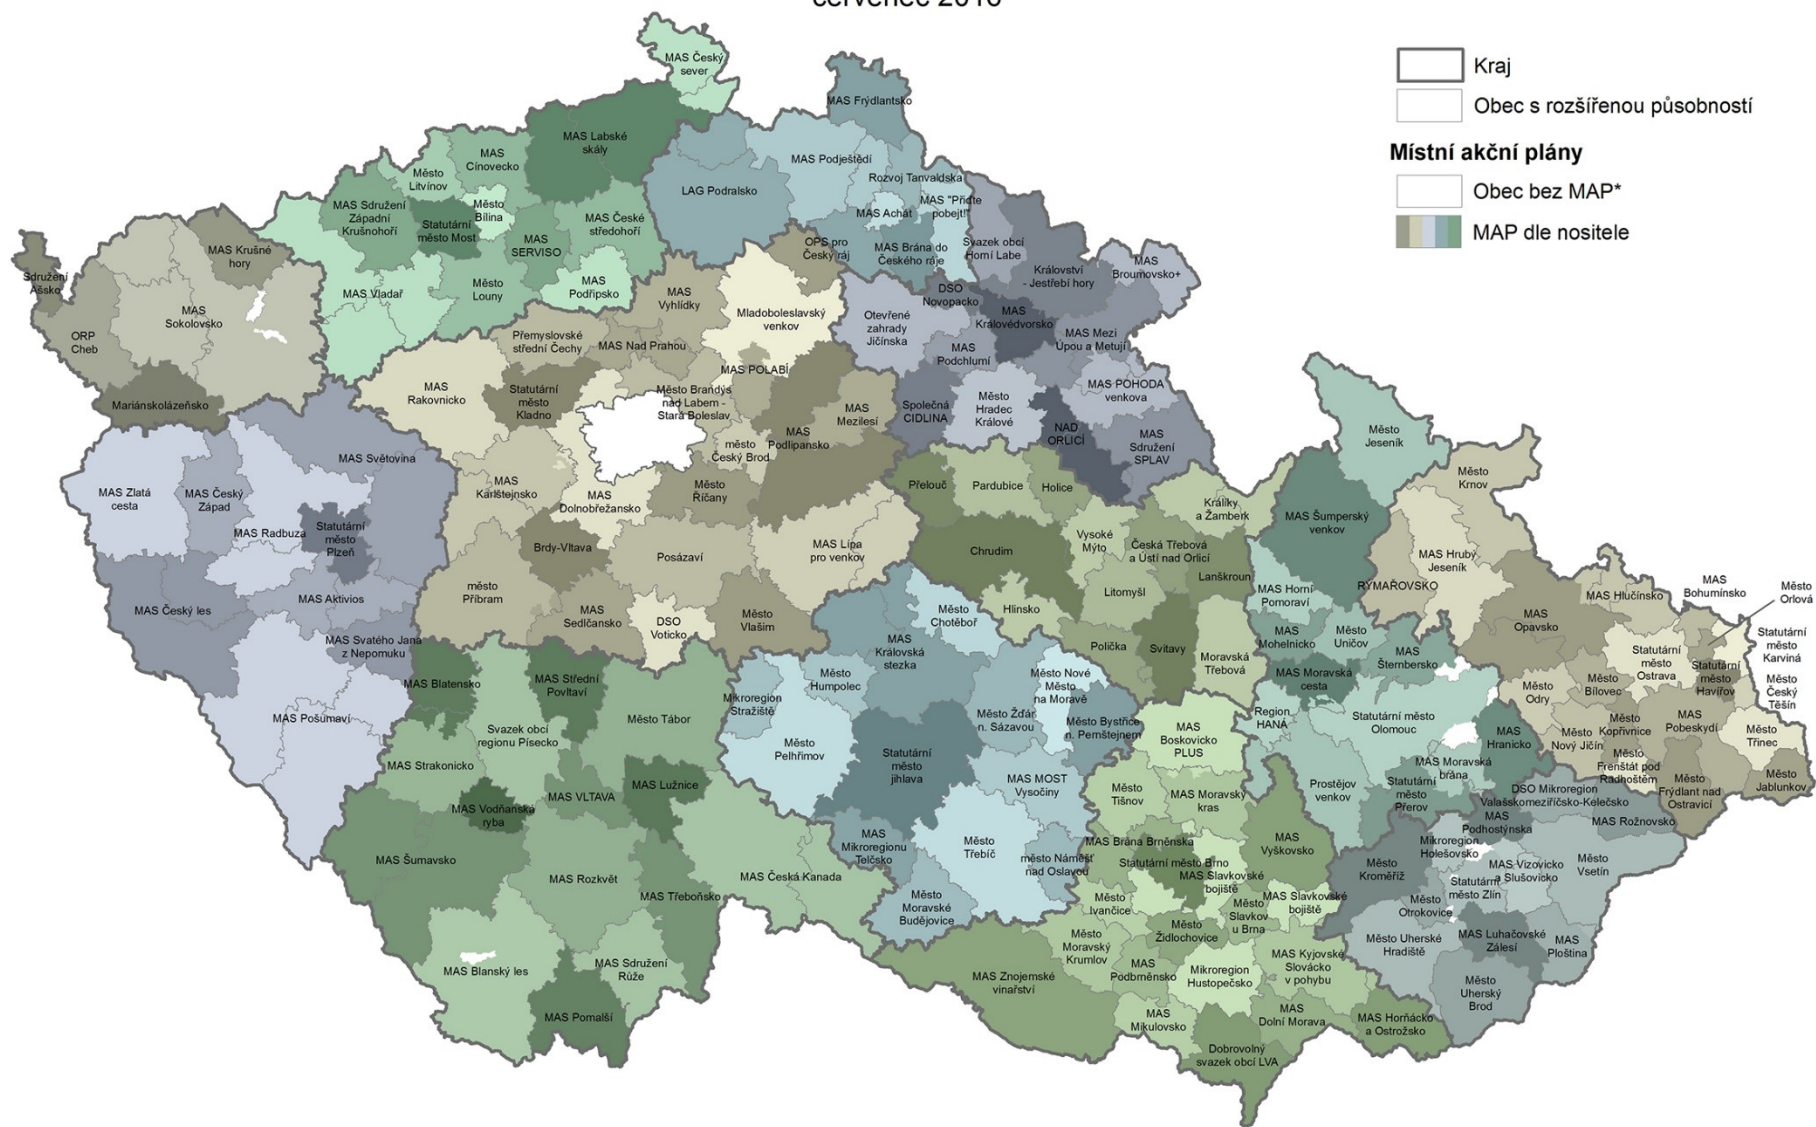 červenec 2016
Kraj
Obec s rozšířenou působností
Místní akční plány
Obec bez MAP*
MAP dle nositele
MAS Český
sever
MAS Frýdlantsko
MAS Labské
skály
MAS
Cínovecko
Město
Litvínov
MAS Podještědí
LAG Podralsko
Rozvoj Tanvaldska
MAS "Přiďte
pobejt!"
MAS Achát
MAS Sdružení
Západní
Krušnohoří
Město
Bílina
Statutární
město Most
MAS České
středohoří
MAS
SERVISO
MAS Krušné
hory
OPS pro
Český ráj
MAS Brána do
Českého ráje
Svazek obcí
Horní Labe
Království
- Jestřebí hory
MAS
Broumovsko+
Sdružení
Ašsko
MAS Vladař
Město
Louny
MAS
Podřipsko
MAS
Vyhlídky
DSO
Novopacko
MAS
Královédvorsko
MAS
Sokolovsko
ORP
Cheb
Mladoboleslavský
venkov
Otevřené
zahrady
Jičínska
MAS Mezi
Úpou a Metují
Přemyslovské
střední Čechy
MAS Nad Prahou
MAS
Podchlumí
MAS POLABÍ
MAS POHODA
venkova
Mariánskolázeňsko
MAS
Rakovnicko
Statutární
město
Kladno
Město Brandýs
nad Labem -
Stará Boleslav
MAS
Mezilesí
Společná
CIDLINA
Město
Hradec
Králové
NAD
ORLICÍ
MAS
Sdružení
SPLAV
Město
Jeseník
MAS
Podlipansko
město
Český Brod
MAS Světovina
MAS Zlatá
cesta
MAS Český
Západ
MAS
Karlštejnsko
MAS
Dolnobřežansko
Město
Říčany
Přelouč
Pardubice
Holice
Králíky
a Žamberk
Město
Krnov
MAS Radbuza
Statutární
město
Plzeň
MAS Šumperský
venkov
Brdy-Vltava
Posázaví
MAS Lípa
pro venkov
Chrudim
Vysoké
Mýto
Česká Třebová
a Ústí nad Orlicí
Lanškroun
MAS Hrubý
Jeseník
RÝMAŘOVSKO
MAS Český les
MAS Aktivios
město
Příbram
MAS
Sedlčansko
DSO
Voticko
Město
Vlašim
Město
Chotěboř
Hlinsko
Litomyšl
MAS Horní
Pomoraví
MAS Hlučínsko
MAS
Bohumínsko
Město
Orlová
MAS
Opavsko
Statutární
město
Karviná
MAS Svatého Jana
z Nepomuku
MAS
Královská
stezka
Polička
Svitavy
Moravská
Třebová
MAS
Mohelnicko
Město
Uničov
MAS
Šternbersko
Statutární
město
Ostrava
Statutární
město
Havířov
Město
Český
Těšín
MAS Blatensko
MAS Střední
Povltaví
Město
Humpolec
Mikroregion
Stražiště
Město Nové
Město
na Moravě
MAS Moravská
cesta
Město
Odry
Město
Bílovec
MAS Pošumaví
Svazek obcí
regionu Písecko
Město Tábor
Město Žďár
n. Sázavou
Město Bystřice
n. Pernštejnem
Region
HANÁ
Statutární město
Olomouc
Město
Kopřivnice
MAS
Pobeskydí
Město
Třinec
Město
Pelhřimov
Statutární
město
jihlava
MAS
Boskovicko
PLUS
MAS
Hranicko
Město
Nový Jičín
Město
Frenštát pod
Radhoštěm
MAS Strakonicko
MAS Lužnice
MAS VLTAVA
MAS Vodňanská
ryba
MAS MOST
Vysočiny
Město
Tišnov
MAS Moravský
kras
Prostějov
venkov
MAS Moravská
brána
Statutární
město
Přerov
DSO Mikroregion
Valašskomeziříčsko-Kelečsko
Město
Frýdlant nad
Ostravicí
Město
Jablunkov
MAS
Podhostýnska
MAS Rožnovsko
MAS Šumavsko
MAS
Mikroregionu
Telčsko
Město
Třebíč
MAS Brána Brněnska
MAS
Vyškovsko
Mikroregion
Holešovsko
MAS Rozkvět
MAS Česká Kanada
město Náměšť
nad Oslavou
Statutární město Brno
MAS Slavkovské
bojiště
Město
Kroměříž
MAS Vizovicko
a Slušovicko
Město
Vsetín
Statutární
město Zlín
MAS Třeboňsko
Město
Moravské
Budějovice
Město
Ivančice
Město
Slavkov
u Brna
MAS Slavkovské
bojiště
Město
Otrokovice
Město
Židlochovice
Město
Moravský
Krumlov
Město Uherské
Hradiště
MAS Luhačovské
Zálesí
MAS
Ploština
MAS Blanský les
MAS Sdružení
Růže
MAS Znojemské
vinařství
MAS
Podbrněnsko
Mikroregion
Hustopečsko
MAS Kyjovské
Slovácko
v pohybu
Město
Uherský
Brod
MAS Pomalší
MAS
Mikulovsko
MAS
Dolní Morava
MAS Horňácko
a Ostrožsko
Dobrovolný
svazek obcí LVA